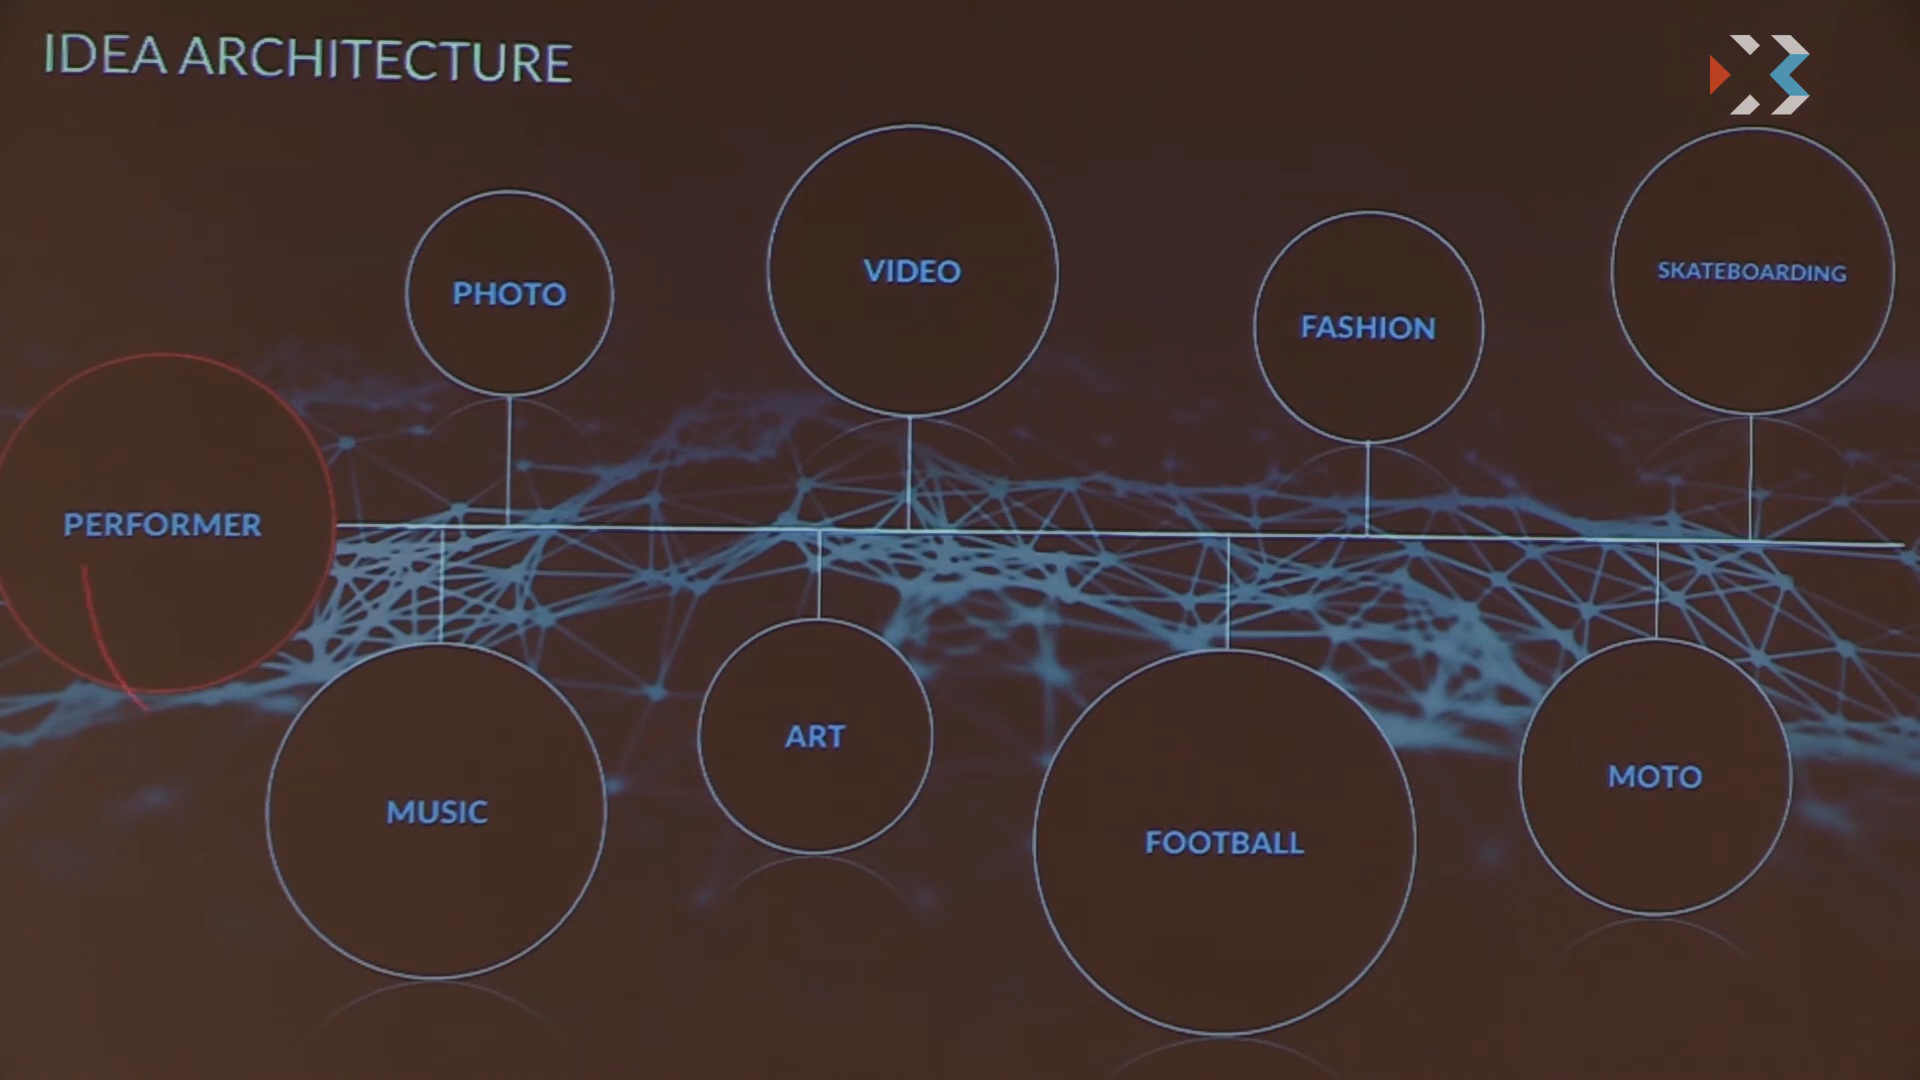 IDEA ARCHITECTURE
PHOTO
VIDEO
FASHION
SKATEBOARDING
PERFORMER
MUSIC
ART
FOOTBALL
MOTO